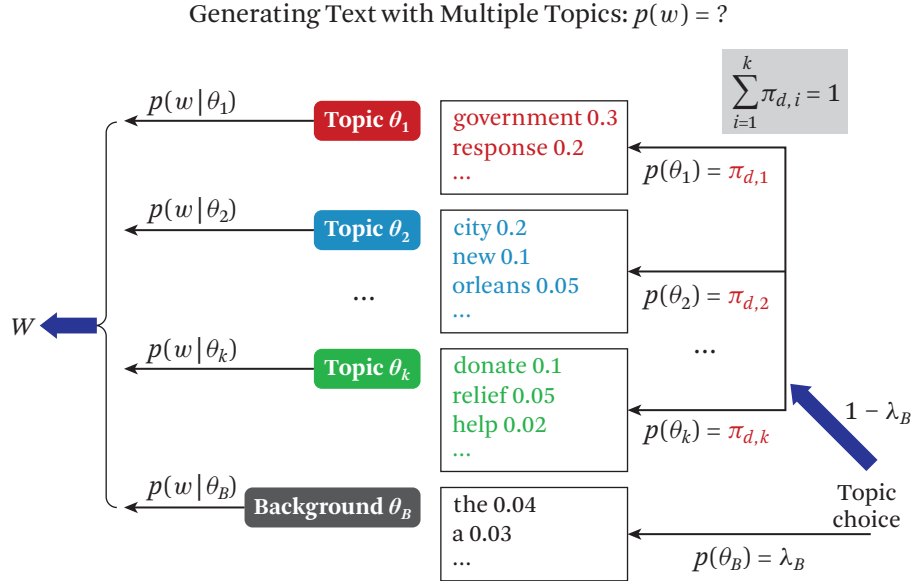 Generating Text with Multiple Topics: p(w) = ?
k
∑ π_{d,i} = 1
i=1
p(w|θ_1)
Topic θ_1
government 0.3
response 0.2
...
p(θ_1) = π_{d,1}
p(w|θ_2)
Topic θ_2
city 0.2
new 0.1
orleans 0.05
...
p(θ_2) = π_{d,2}
...
...
W
p(w|θ_k)
Topic θ_k
donate 0.1
relief 0.05
help 0.02
...
p(θ_k) = π_{d,k}
1 − λ_B
Topic
choice
p(w|θ_B)
Background θ_B
the 0.04
a 0.03
...
p(θ_B) = λ_B